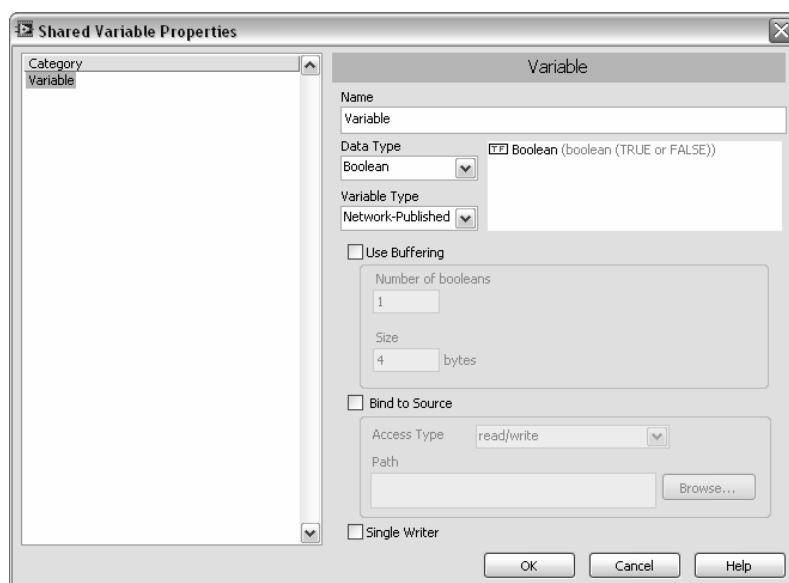 Shared Variable Properties
Category
Variable
Variable
Name
Variable
Data Type
Boolean
TF Boolean (boolean (TRUE or FALSE))
Variable Type
Network-Published
Use Buffering
Number of booleans
1
Size
4 bytes
Bind to Source
Access Type read/write
Path
Browse...
Single Writer
OK Cancel Help